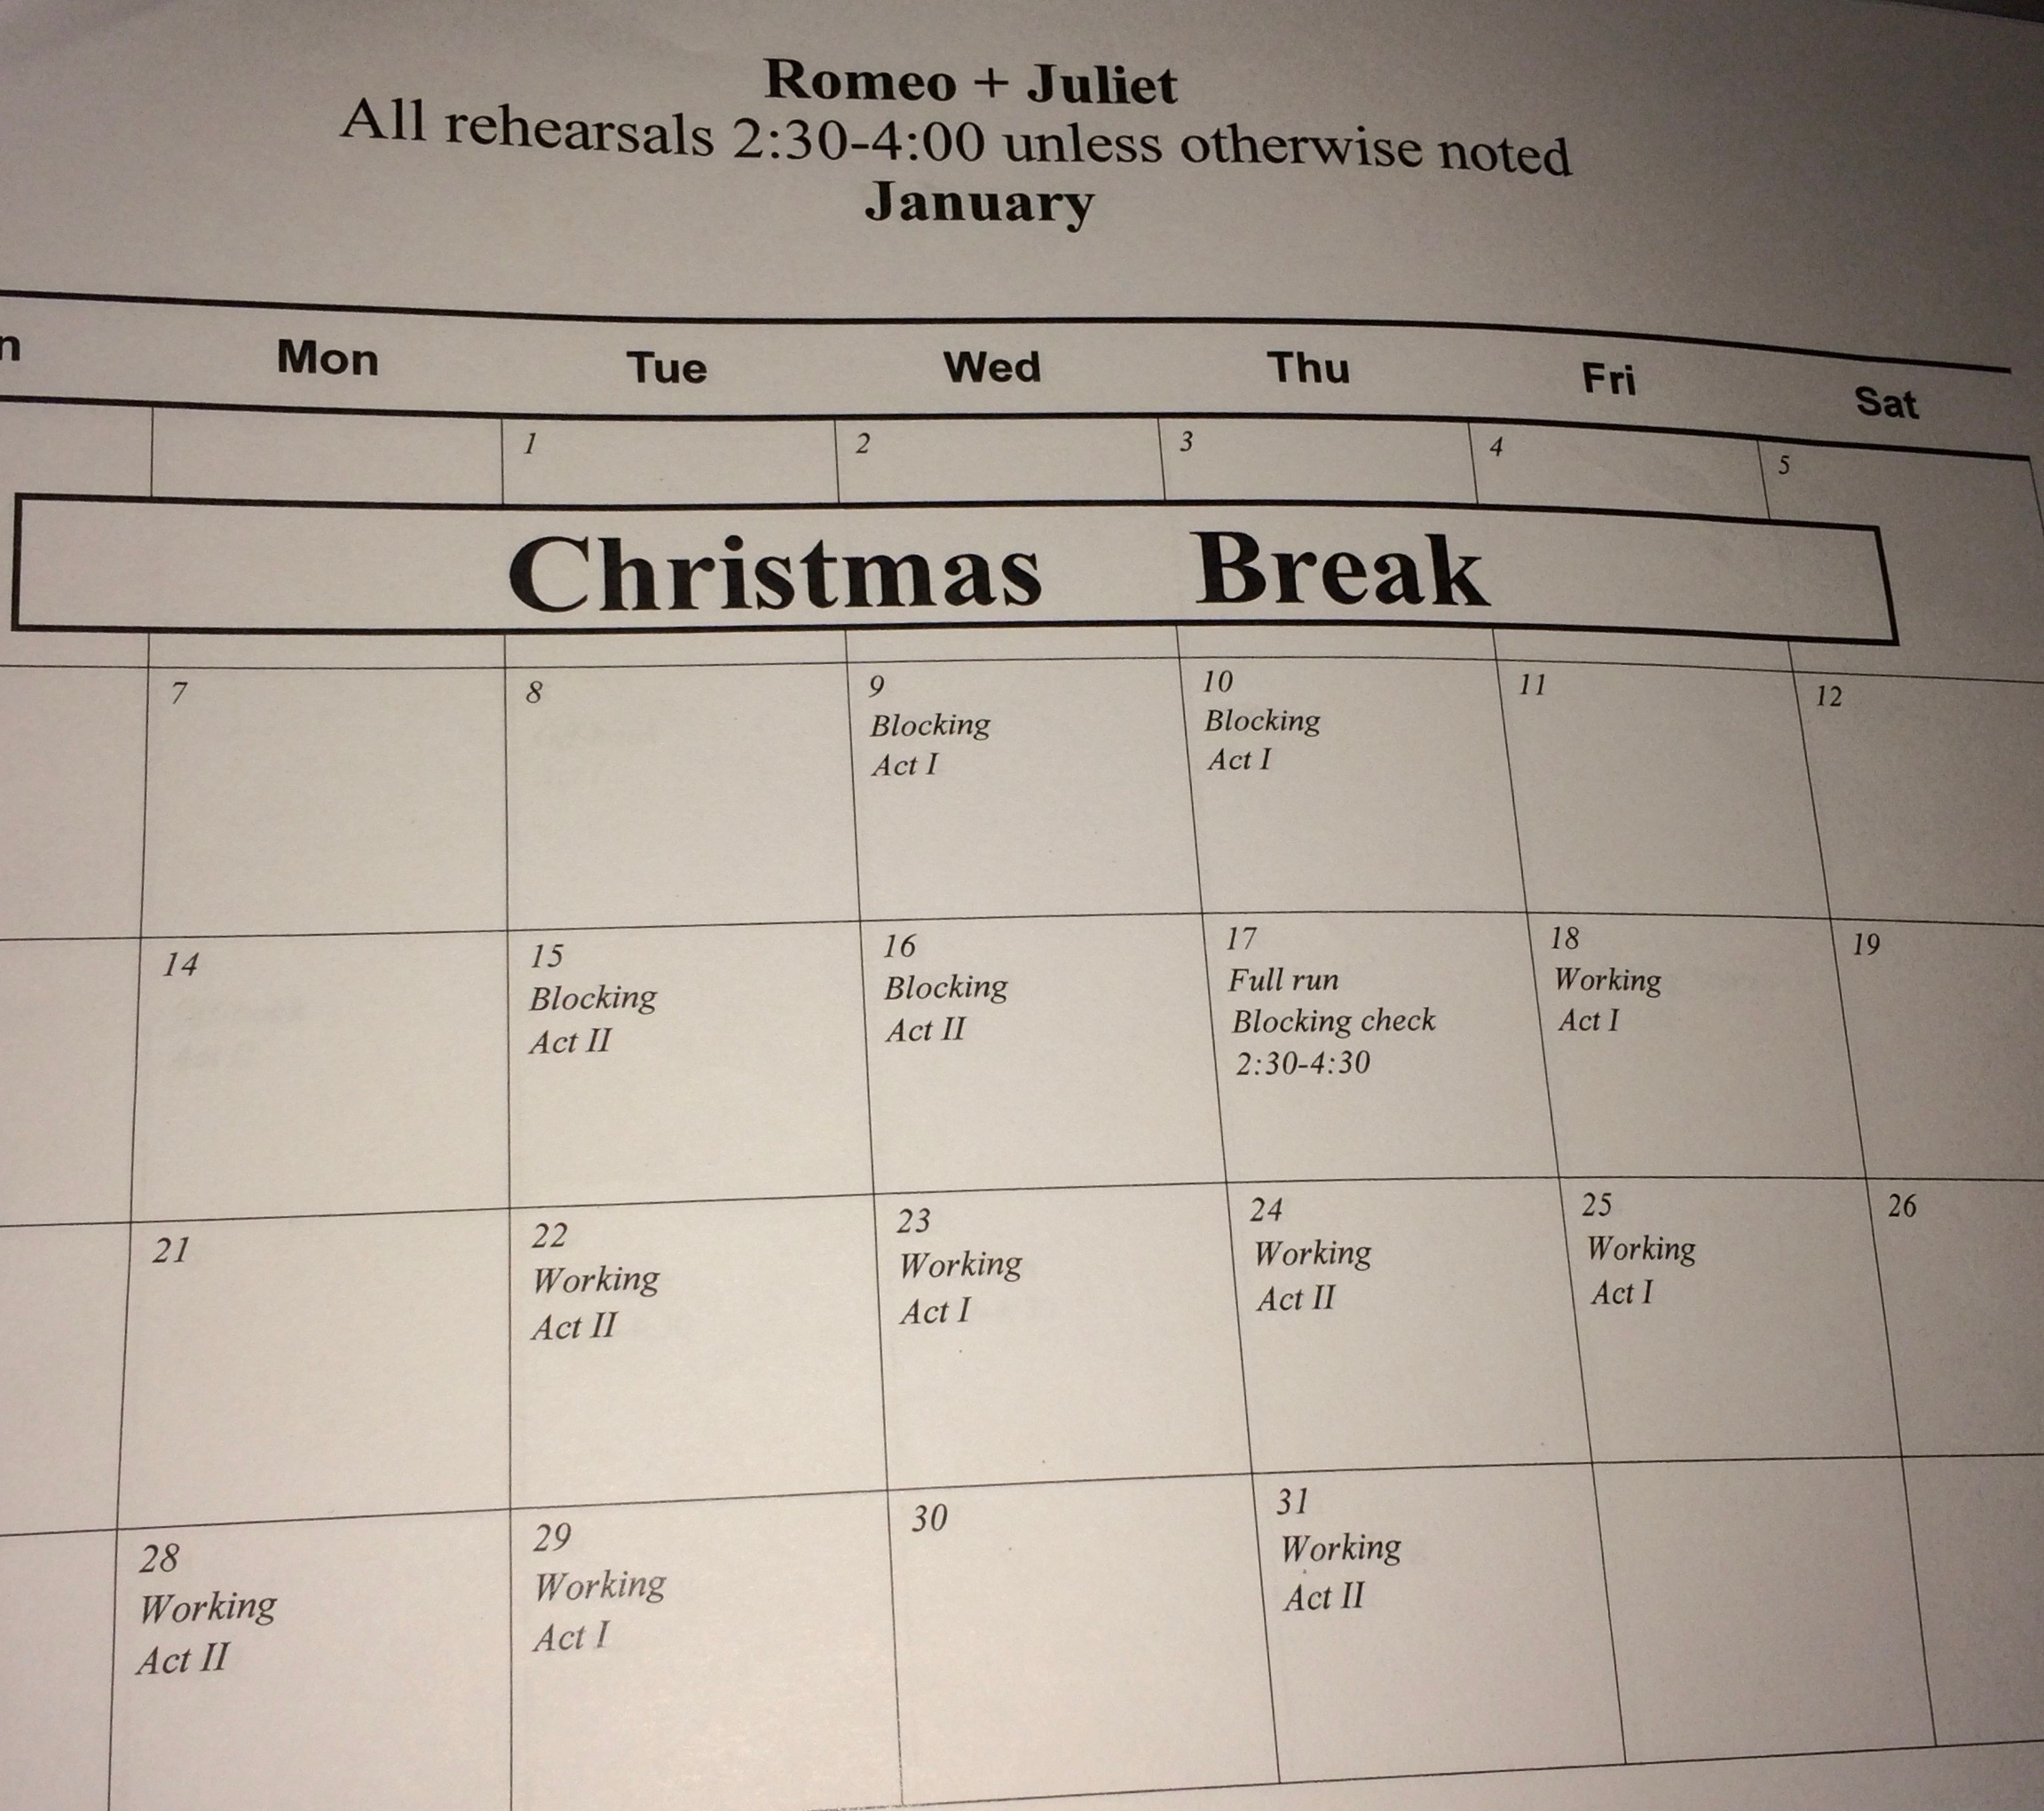 Romeo + Juliet
All rehearsals 2:30-4:00 unless otherwise noted
January
n Mon Tue Wed Thu Fri Sat
1 2 3 4 5
Christmas Break
7
8
9
Blocking
Act I
10
Blocking
Act I
11
12
14
15
Blocking
Act II
16
Blocking
Act II
17
Full run
Blocking check
2:30-4:30
18
Working
Act I
19
21
22
Working
Act II
23
Working
Act I
24
Working
Act II
25
Working
Act I
26
28
Working
Act II
29
Working
Act I
30
31
Working
Act II